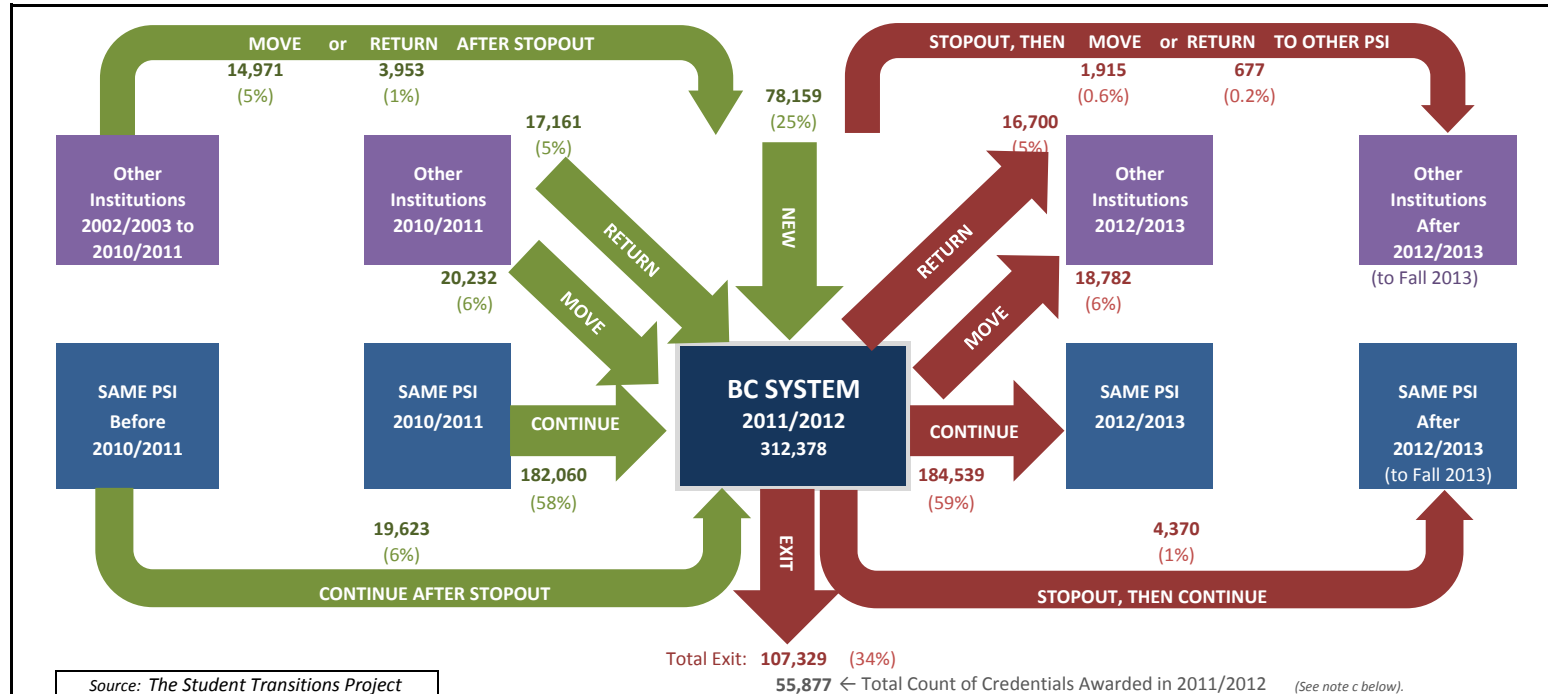 MOVE or RETURN AFTER STOPOUT
14,971 3,953
(5%) (1%)
STOPOUT, THEN MOVE or RETURN TO OTHER PSI
1,915 677
(0.6%) (0.2%)
78,159
(25%)
NEW
17,161
(5%)
16,700
(5%)
Other
Institutions
2002/2003 to
2010/2011
Other
Institutions
2010/2011
RETURN
20,232
(6%)
MOVE
RETURN
MOVE
Other
Institutions
2012/2013
18,782
(6%)
Other
Institutions
After
2012/2013
(to Fall 2013)
SAME PSI
Before
2010/2011
SAME PSI
2010/2011
CONTINUE
182,060
(58%)
BC SYSTEM
2011/2012
312,378
CONTINUE
184,539
(59%)
SAME PSI
2012/2013
SAME PSI
After
2012/2013
(to Fall 2013)
19,623
(6%)
CONTINUE AFTER STOPOUT
EXIT
4,370
(1%)
STOPOUT, THEN CONTINUE
Total Exit: 107,329 (34%)
55,877 ← Total Count of Credentials Awarded in 2011/2012 (See note c below).
Source: The Student Transitions Project